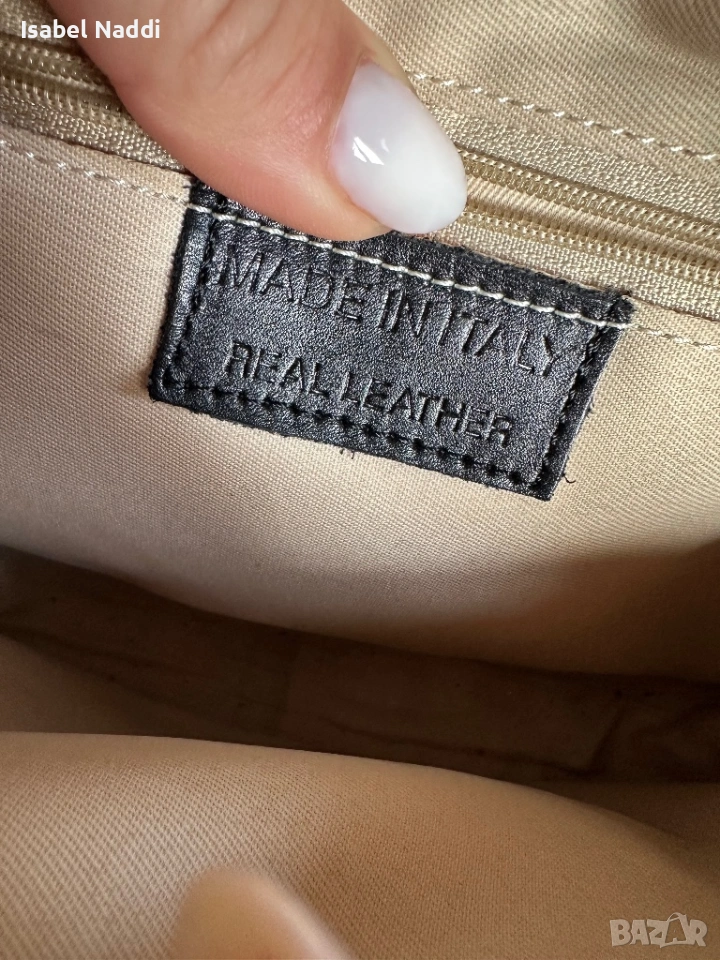 Isabel Naddi
MADE IN ITALY
REAL LEATHER
BAZAR